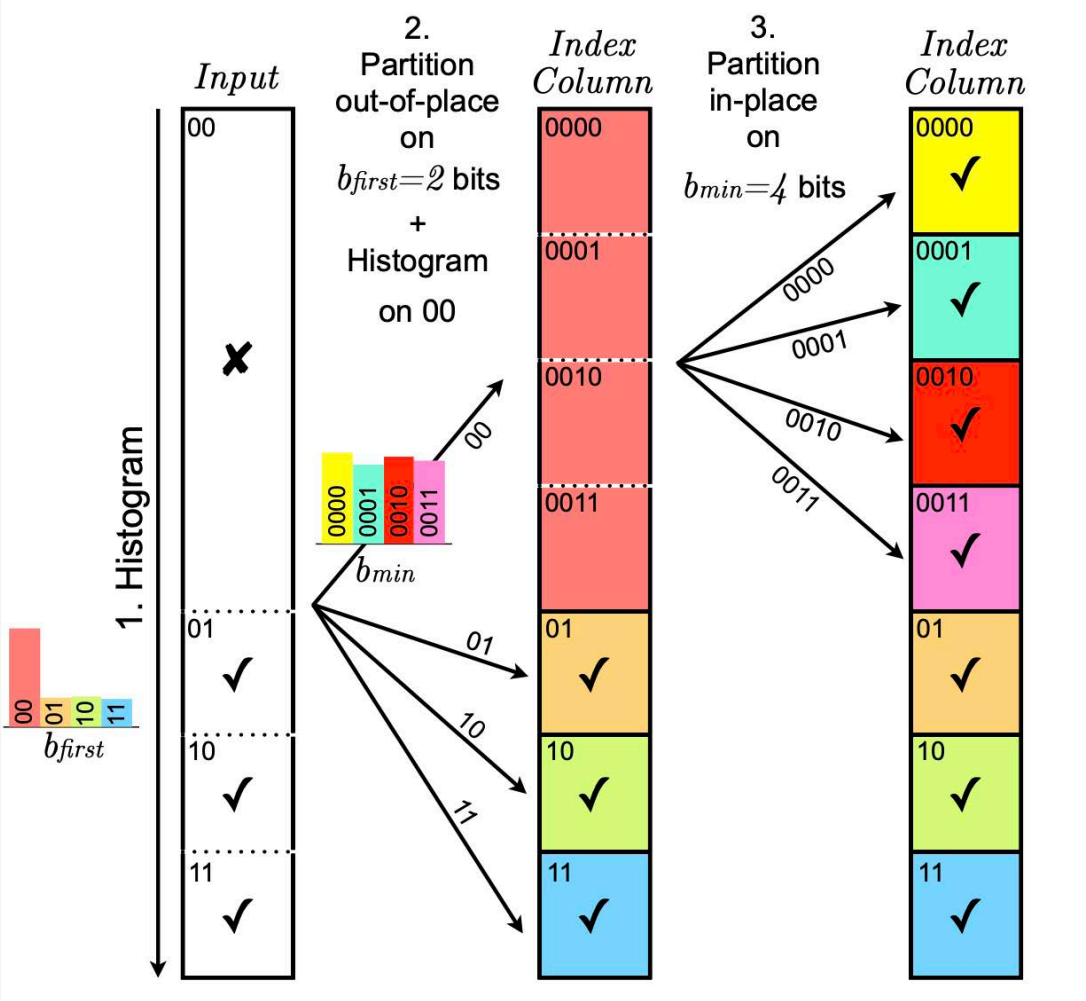 Input
00
✘
01
✓
10
✓
11
✓
1. Histogram
00
01
10
11
bfirst
2.
Partition
out-of-place
on
bfirst=2 bits
+
Histogram
on 00
0000
0001
0010
0011
bmin
00
01
10
11
Index
Column
0000
0001
0010
0011
01
✓
10
✓
11
✓
3.
Partition
in-place
on
bmin=4 bits
0000
0001
0010
0011
Index
Column
0000
✓
0001
✓
0010
✓
0011
✓
01
✓
10
✓
11
✓